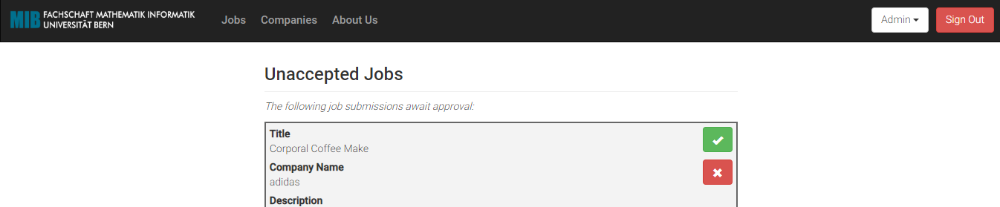 MIB FACHSCHAFT MATHEMATIK INFORMATIK
UNIVERSITÄT BERN
Jobs Companies About Us Admin Sign Out
Unaccepted Jobs
The following job submissions await approval:
Title
Corporal Coffee Make
Company Name
adidas
Description